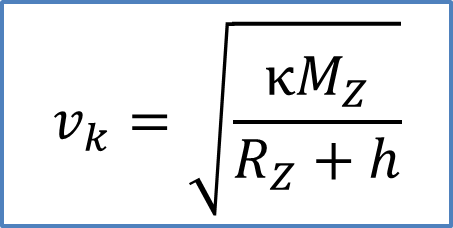 v_k = √(κM_Z / (R_Z + h))